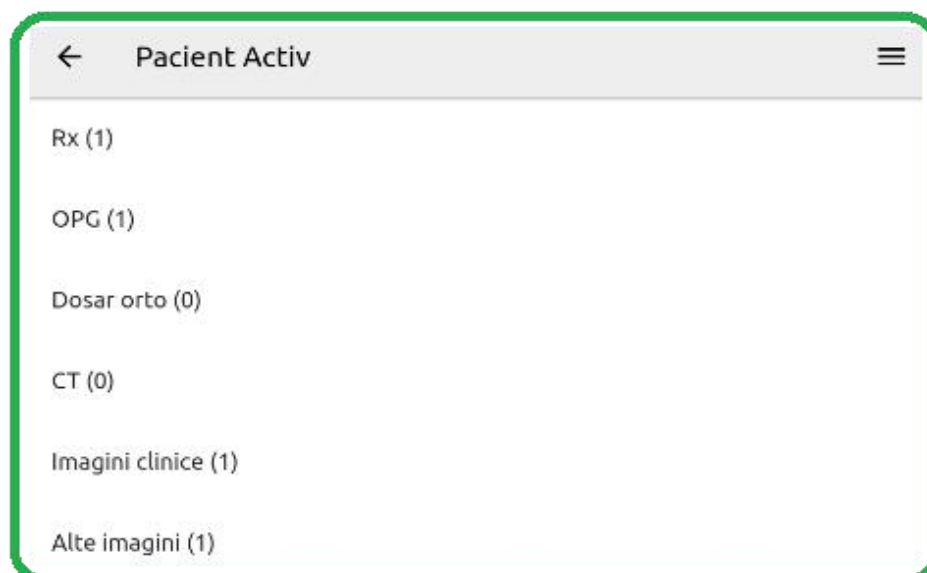 Pacient Activ
Rx (1)
OPG (1)
Dosar orto (0)
CT (0)
Imagini clinice (1)
Alte imagini (1)